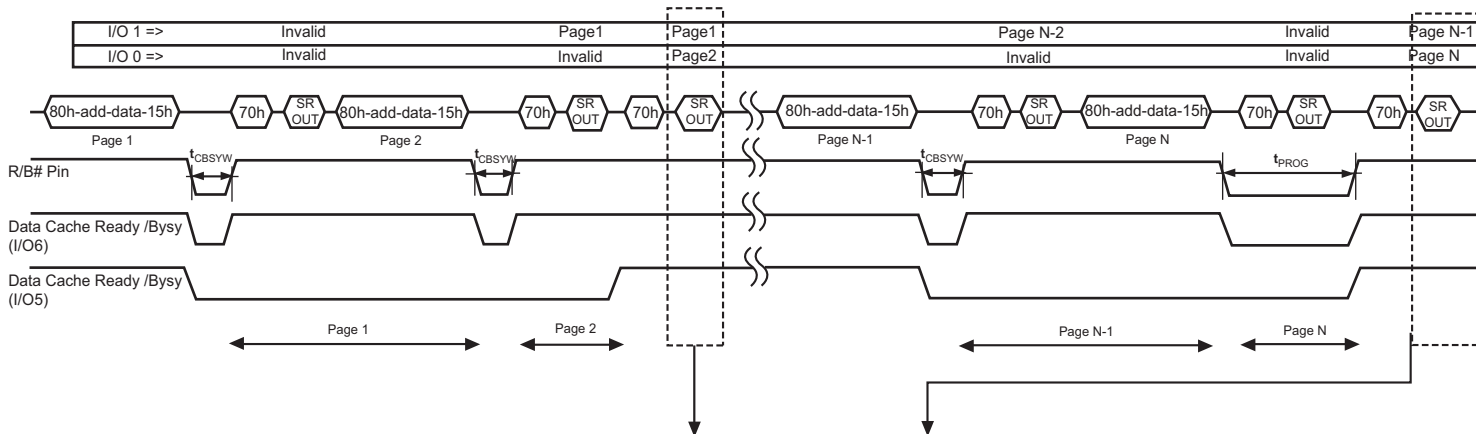 I/O 1 => Invalid Page1 Page1 Page N-2 Invalid Page N-1
I/O 0 => Invalid Invalid Page2 Invalid Invalid Page N
80h-add-data-15h 70h SR OUT 80h-add-data-15h 70h SR OUT 70h SR OUT 80h-add-data-15h 70h SR OUT 80h-add-data-15h 70h SR OUT 70h SR OUT
Page 1 Page 2 Page N-1 Page N
R/B# Pin tCBSYW tCBSYW tCBSYW tPROG
Data Cache Ready /Bysy
(I/O6)
Data Cache Ready /Bysy
(I/O5)
Page 1 Page 2 Page N-1 Page N